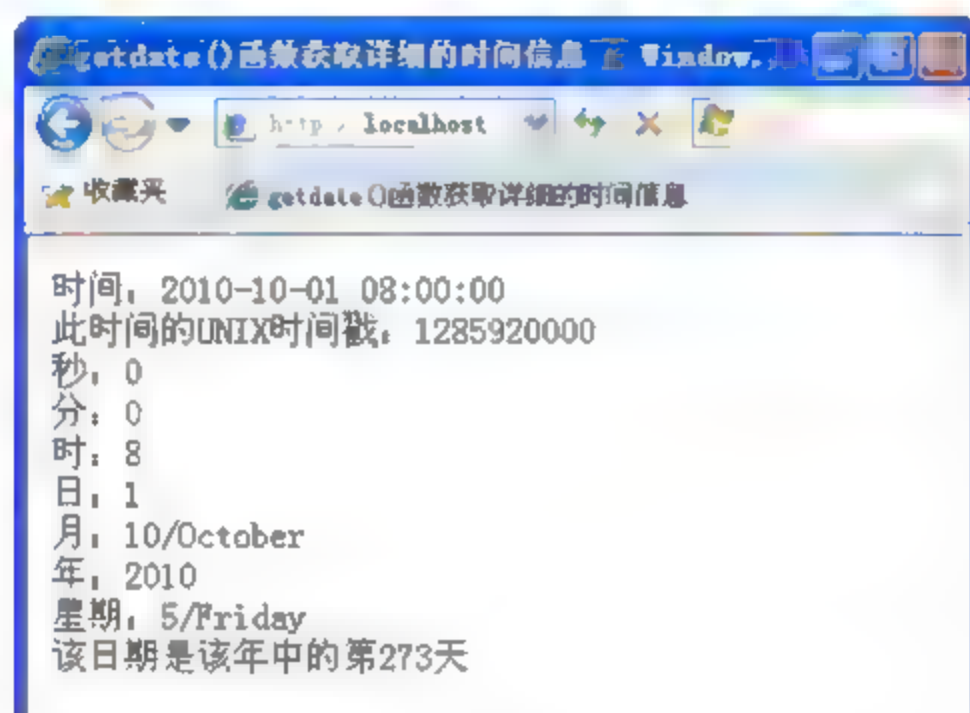 getdate()函数获取详细的时间信息 Window
localhost
收藏夹 getdate()函数获取详细的时间信息
时间：2010-10-01 08:00:00
此时间的UNIX时间戳：1285920000
秒：0
分：0
时：8
日：1
月：10/October
年：2010
星期：5/Friday
该日期是该年中的第273天